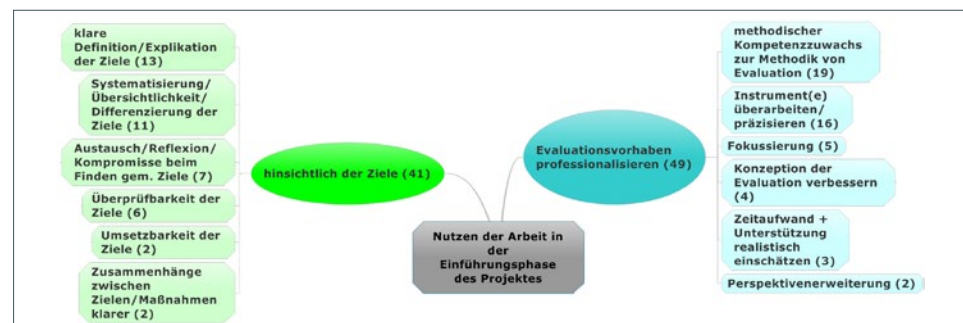 klare
Definition/Explikation
der Ziele (13)
Systematisierung/
Übersichtlichkeit/
Differenzierung der
Ziele (11)
Austausch/Reflexion/
Kompromisse beim
Finden gem. Ziele (7)
Überprüfbarkeit der
Ziele (6)
Umsetzbarkeit der
Ziele (2)
Zusammenhänge
zwischen
Zielen/Maßnahmen
klarer (2)
hinsichtlich der Ziele (41)
Nutzen der Arbeit in
der
Einführungsphase
des Projektes
Evaluationsvorhaben
professionalisieren (49)
methodischer
Kompetenzzuwachs
zur Methodik von
Evaluation (19)
Instrument(e)
überarbeiten/
präzisieren (16)
Fokussierung (5)
Konzeption der
Evaluation verbessern
(4)
Zeitaufwand +
Unterstützung
realistisch
einschätzen (3)
Perspektivenerweiterung (2)